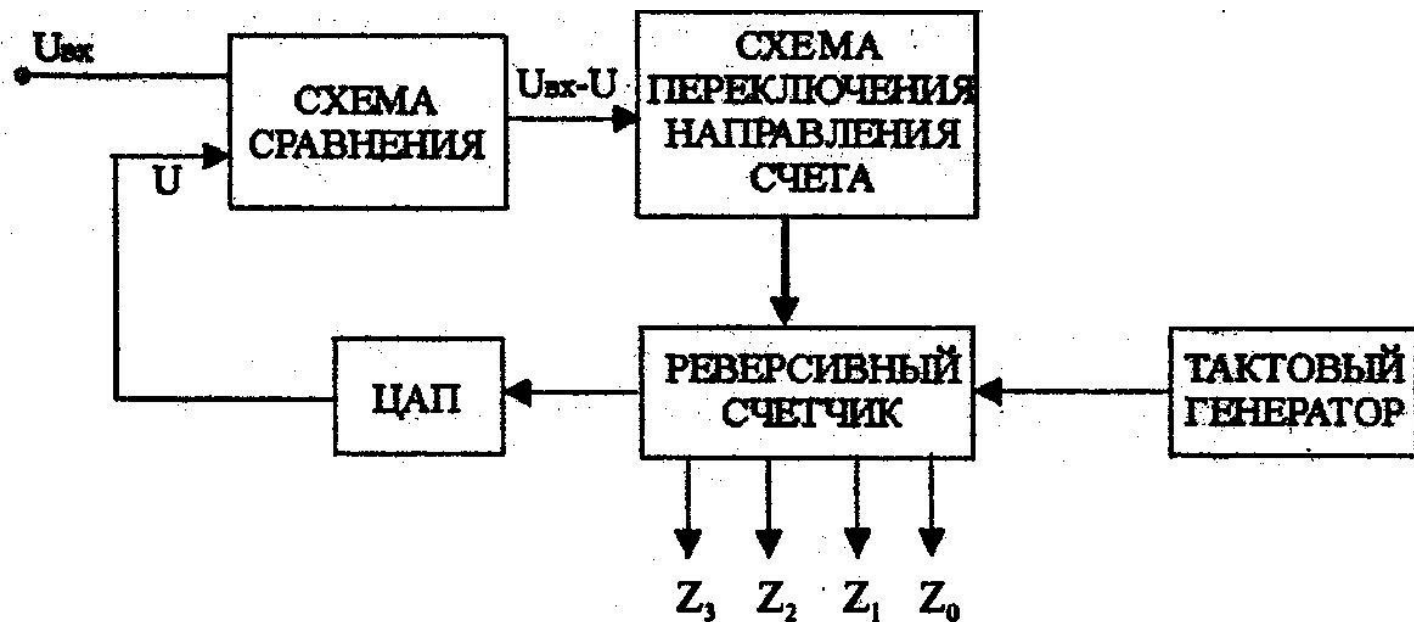 Uвх
СХЕМА
СРАВНЕНИЯ
U
Uвх-U
СХЕМА
ПЕРЕКЛЮЧЕНИЯ
НАПРАВЛЕНИЯ
СЧЕТА
ЦАП
РЕВЕРСИВНЫЙ
СЧЕТЧИК
ТАКТОВЫЙ
ГЕНЕРАТОР
Z₃ Z₂ Z₁ Z₀